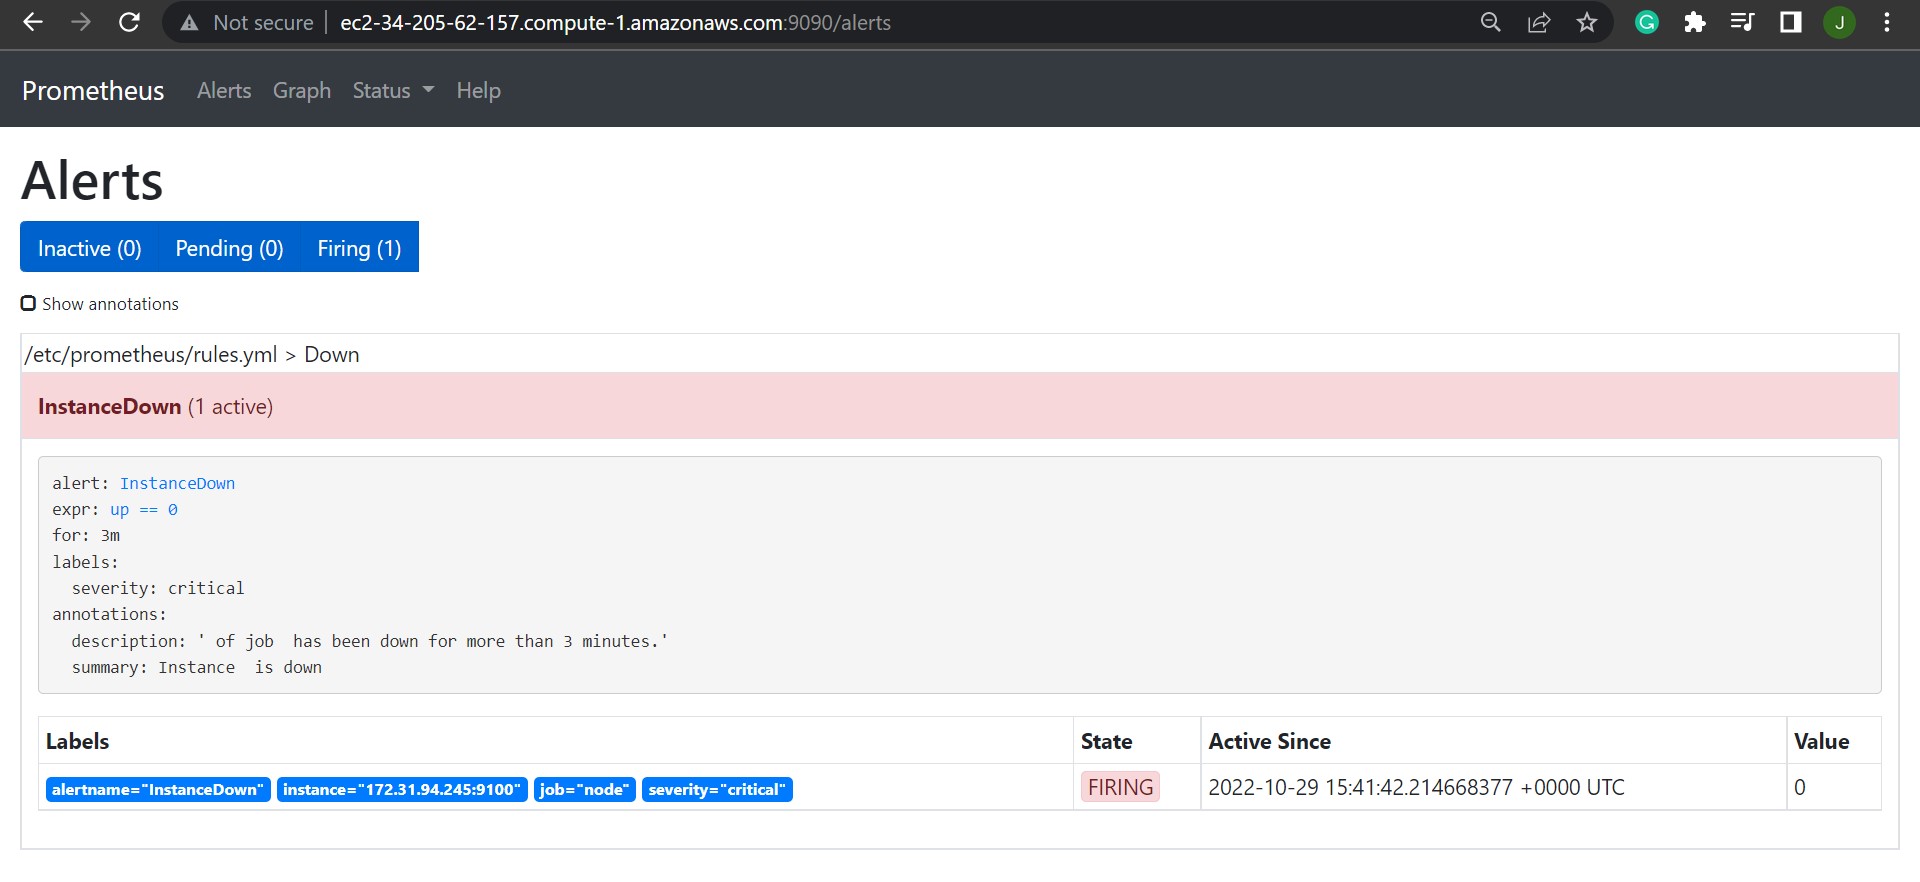 Not secure | ec2-34-205-62-157.compute-1.amazonaws.com:9090/alerts
G
J
Prometheus Alerts Graph Status Help
Alerts
Inactive (0) Pending (0) Firing (1)
Show annotations
/etc/prometheus/rules.yml > Down
InstanceDown (1 active)
alert: InstanceDown
expr: up == 0
for: 3m
labels:
  severity: critical
annotations:
  description: ' of job  has been down for more than 3 minutes.'
  summary: Instance  is down
Labels State Active Since Value
alertname="InstanceDown" instance="172.31.94.245:9100" job="node" severity="critical" FIRING 2022-10-29 15:41:42.214668377 +0000 UTC 0